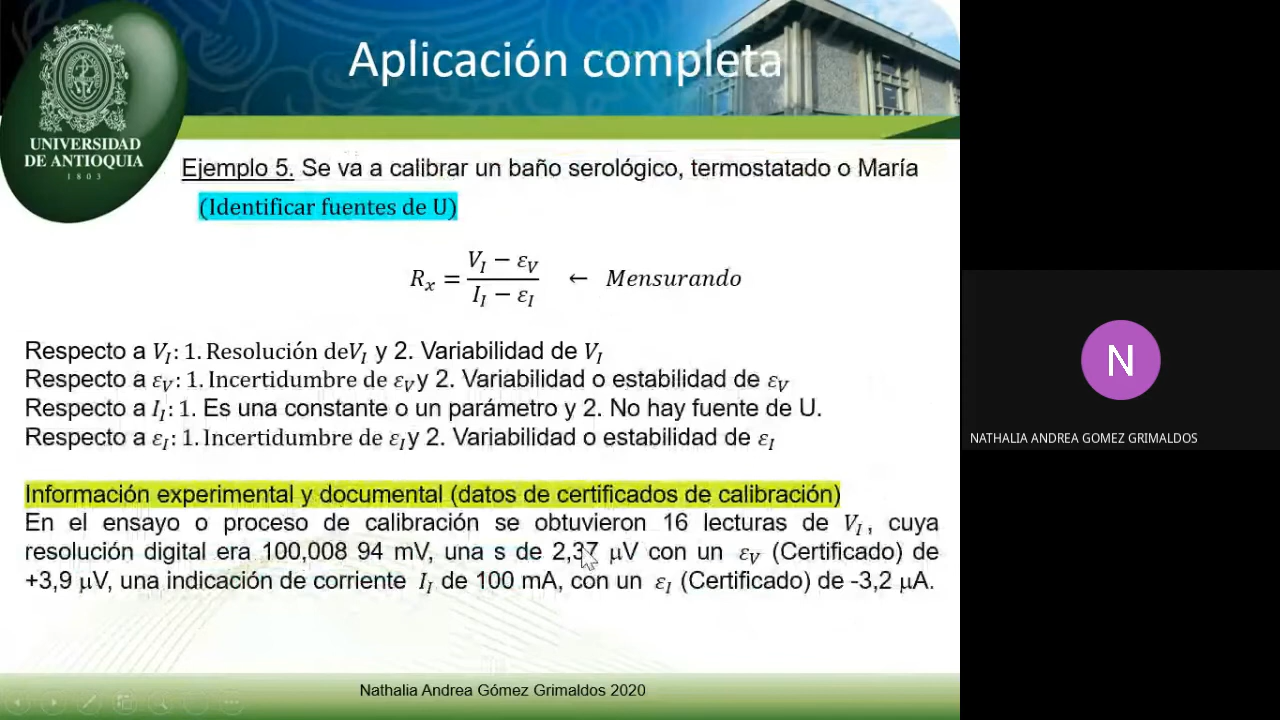 Aplicación completa
UNIVERSIDAD
DE ANTIOQUIA
1803
Ejemplo 5. Se va a calibrar un baño serológico, termostatado o María
(Identificar fuentes de U)
R_x = (V_I − ε_V) / (I_I − ε_I) ← Mensurando
Respecto a V_I: 1. Resolución deV_I y 2. Variabilidad de V_I
Respecto a ε_V: 1. Incertidumbre de ε_V y 2. Variabilidad o estabilidad de ε_V
Respecto a I_I: 1. Es una constante o un parámetro y 2. No hay fuente de U.
Respecto a ε_I: 1. Incertidumbre de ε_I y 2. Variabilidad o estabilidad de ε_I
Información experimental y documental (datos de certificados de calibración)
En el ensayo o proceso de calibración se obtuvieron 16 lecturas de V_I, cuya
resolución digital era 100,008 94 mV, una s de 2,37 µV con un ε_V (Certificado) de
+3,9 µV, una indicación de corriente I_I de 100 mA, con un ε_I (Certificado) de -3,2 µA.
Nathalia Andrea Gómez Grimaldos 2020
N
NATHALIA ANDREA GOMEZ GRIMALDOS